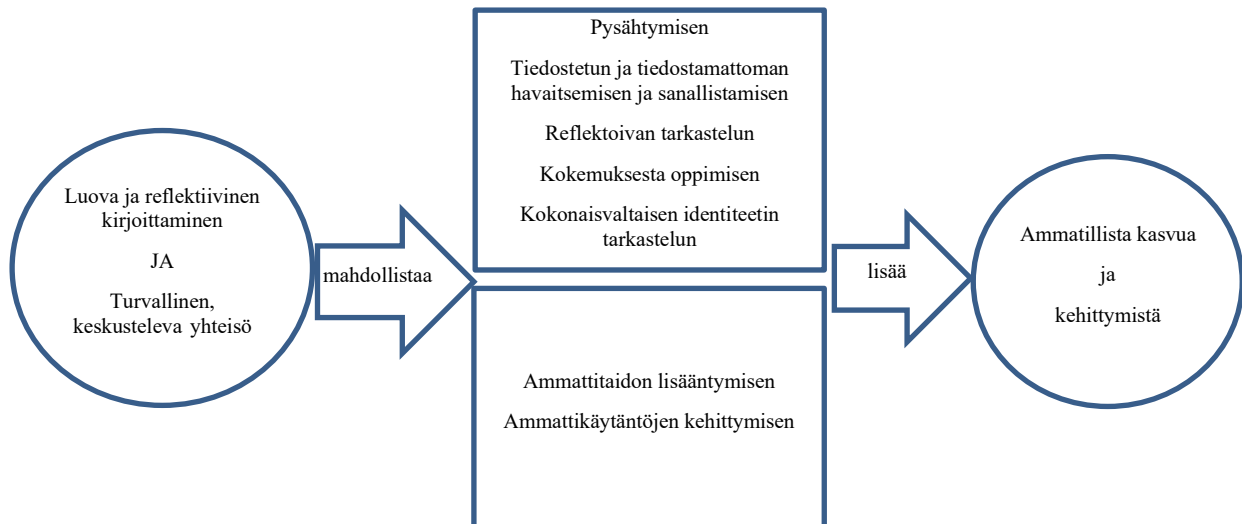 Luova ja reflektiivinen
kirjoittaminen
JA
Turvallinen,
keskusteleva yhteisö
mahdollistaa
Pysähtymisen
Tiedostetun ja tiedostamattoman
havaitsemisen ja sanallistamisen
Reflektoivan tarkastelun
Kokemuksesta oppimisen
Kokonaisvaltaisen identiteetin
tarkastelun
Ammattitaidon lisääntymisen
Ammattikäytäntöjen kehittymisen
lisää
Ammatillista kasvua
ja
kehittymistä